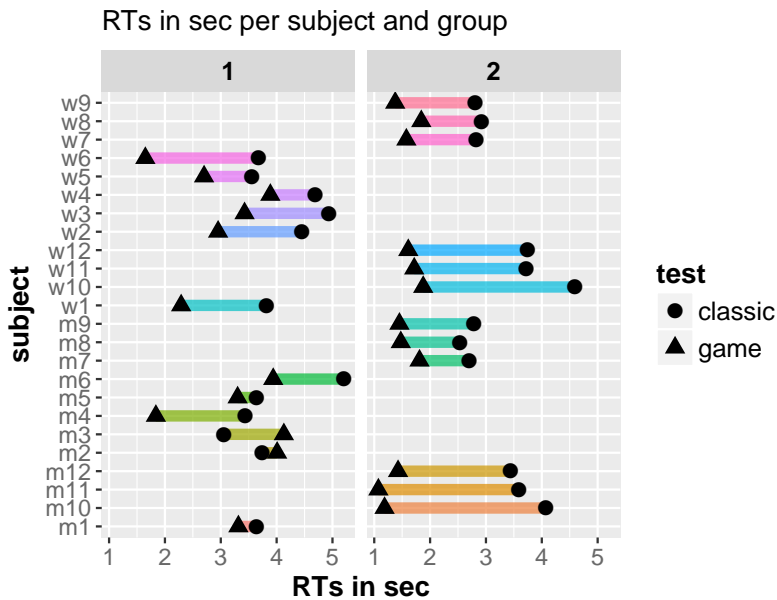 RTs in sec per subject and group
1
2
w9
w8
w7
w6
w5
w4
w3
w2
w12
w11
w10
w1
m9
m8
m7
m6
m5
m4
m3
m2
m12
m11
m10
m1
subject
1 2 3 4 5
1 2 3 4 5
RTs in sec
test
classic
game